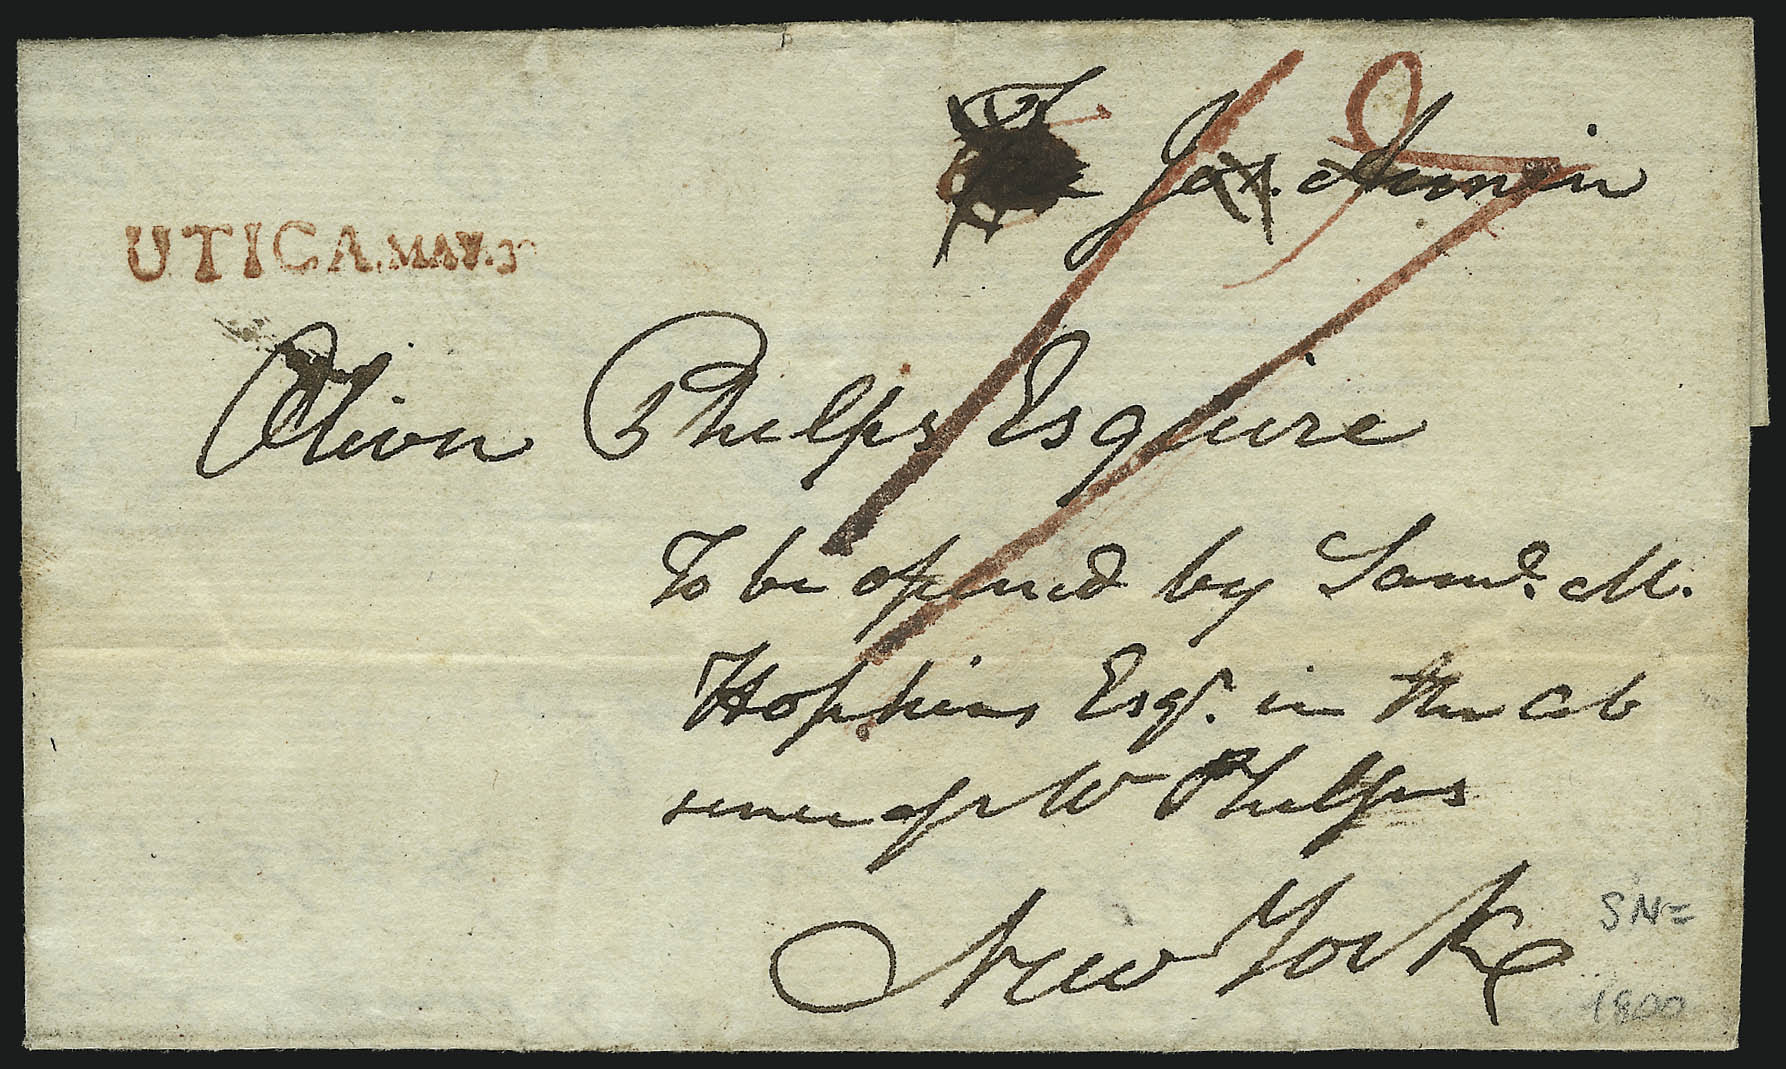 UTICA. MAY. 3
Oliver Phelps Esquire
To be opened by Saml. M.
Hopkins Esqr. in the ab
sence of Mr Phelps
New York
SN=
1800